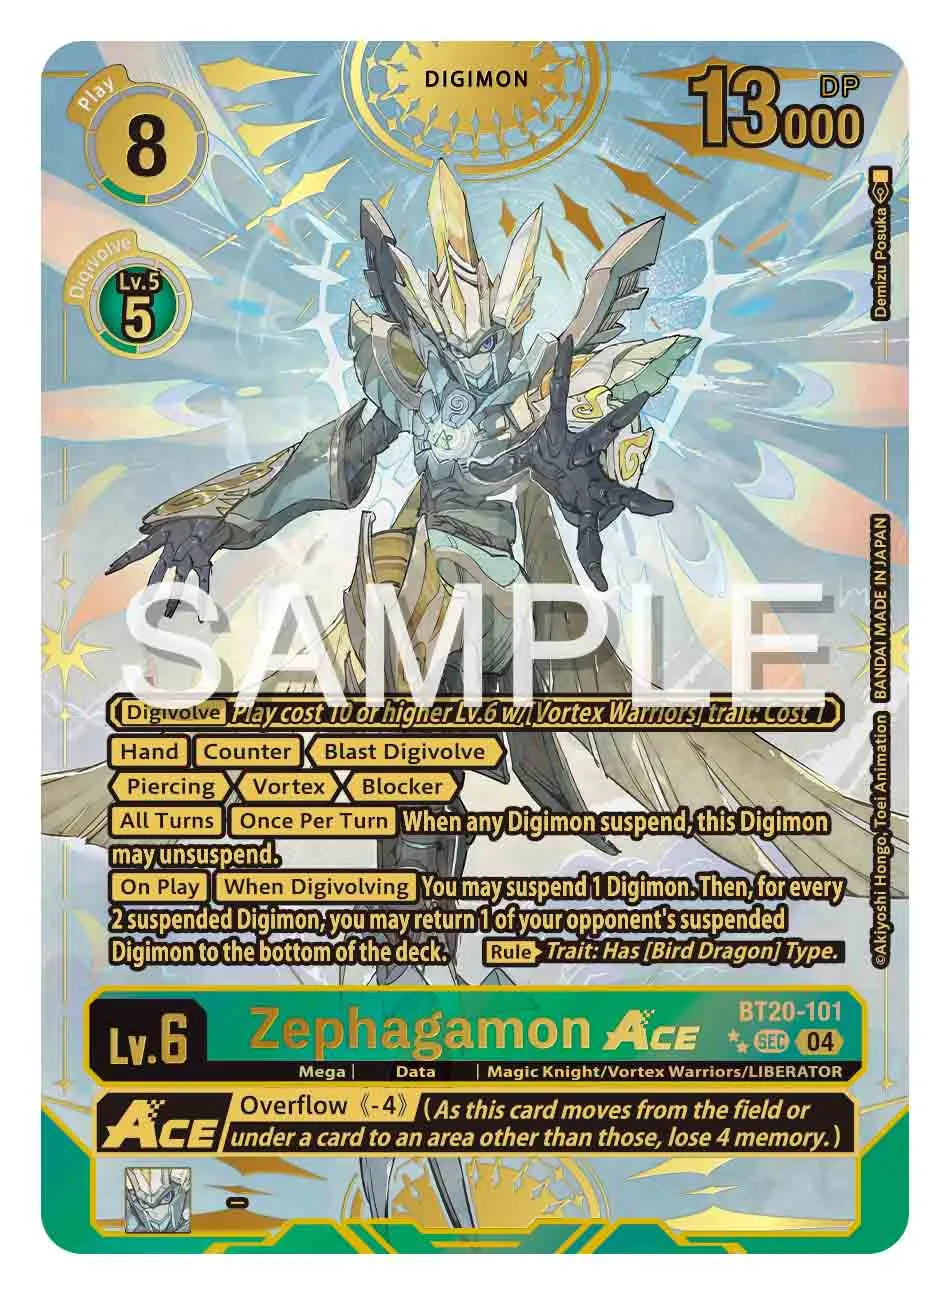 Play
DIGIMON
13000
DP
8
Digivolve
Lv.5
5
Demizu Posuka
SAMPLE
Digivolve Play cost 10 or higher Lv.6 w/[Vortex Warriors] trait: Cost 1
Hand Counter Blast Digivolve
Piercing Vortex Blocker
All Turns Once Per Turn When any Digimon suspend, this Digimon
may unsuspend.
On Play When Digivolving You may suspend 1 Digimon. Then, for every
2 suspended Digimon, you may return 1 of your opponent's suspended
Digimon to the bottom of the deck. Rule Trait: Has [Bird Dragon] Type.
©Akiyoshi Hongo, Toei Animation BANDAI MADE IN JAPAN
Lv.6 Zephagamon ACE
BT20-101
SEC 04
Mega | Data | Magic Knight/Vortex Warriors/LIBERATOR
ACE Overflow《-4》(As this card moves from the field or
under a card to an area other than those, lose 4 memory.)
-